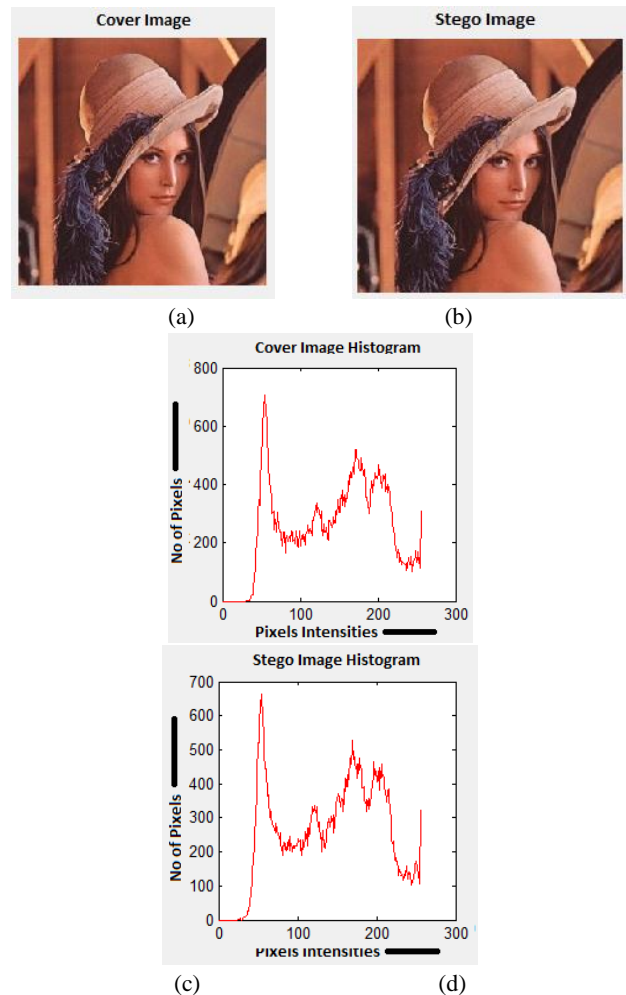 Cover Image
Stego Image
(a)
(b)
Cover Image Histogram
800
600
400
200
0
No of Pixels
0 100 200 300
Pixels Intensities
Stego Image Histogram
700
600
500
400
300
200
100
0
No of Pixels
0 100 200 300
Pixels Intensities
(c)
(d)